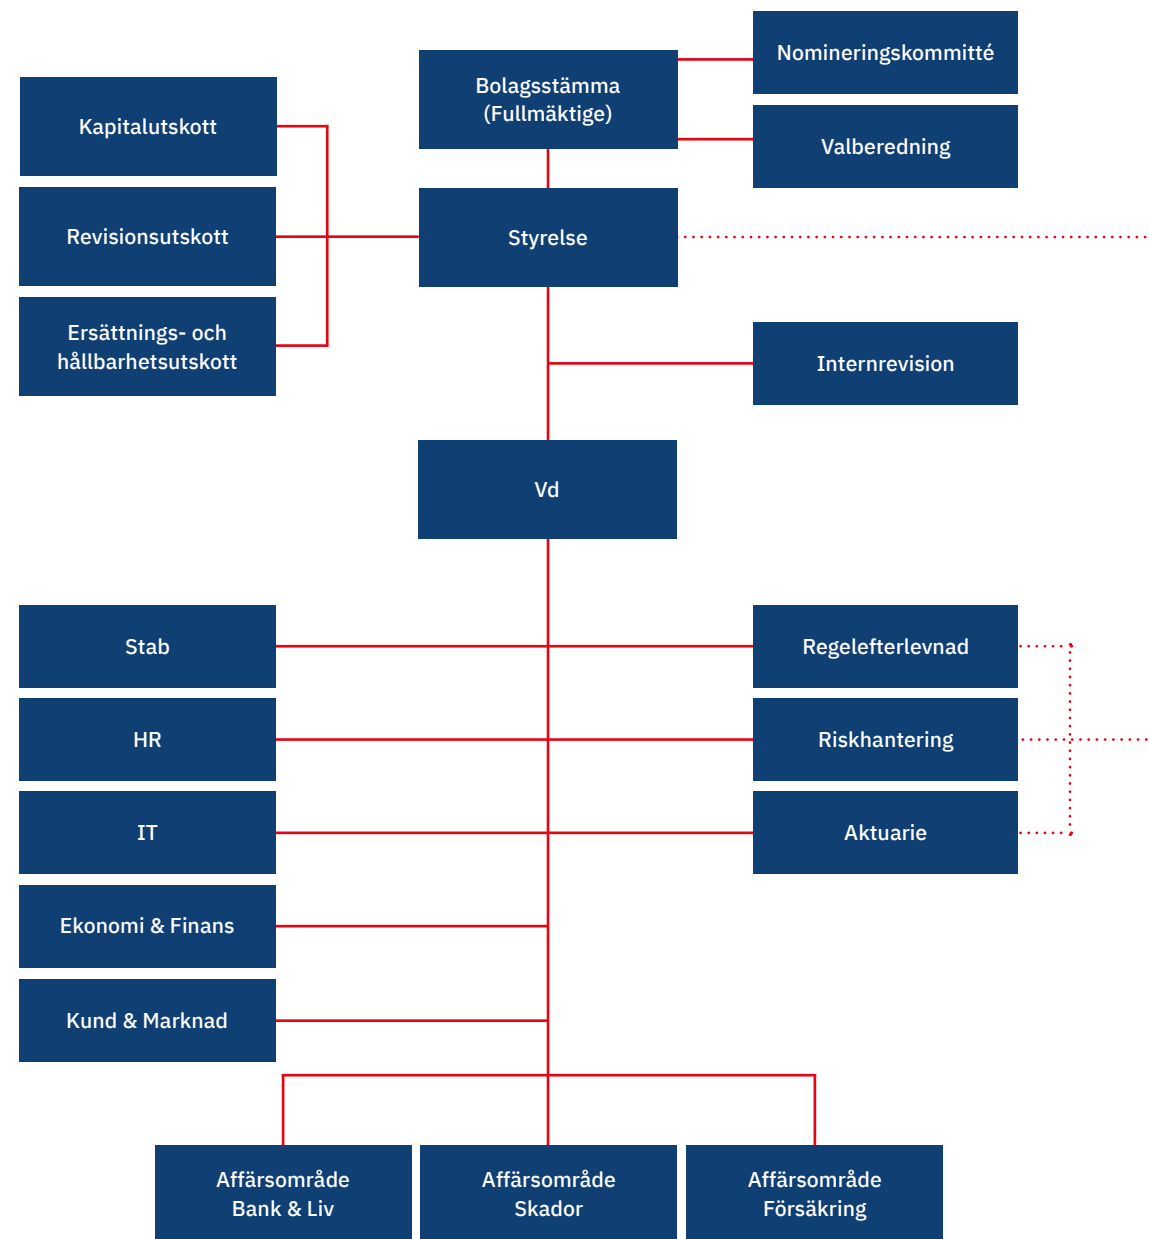 Nomineringskommitté
Bolagsstämma
(Fullmäktige)
Kapitalutskott
Valberedning
Revisionsutskott
Styrelse
Ersättnings- och
hållbarhetsutskott
Internrevision
Vd
Stab
Regelefterlevnad
HR
Riskhantering
IT
Aktuarie
Ekonomi & Finans
Kund & Marknad
Affärsområde
Bank & Liv
Affärsområde
Skador
Affärsområde
Försäkring